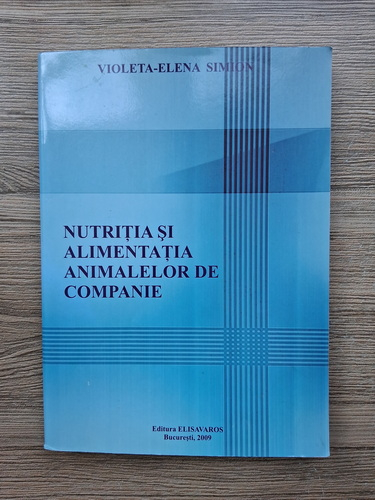 VIOLETA-ELENA SIMION
NUTRIȚIA ȘI
ALIMENTAȚIA
ANIMALELOR DE
COMPANIE
Editura ELISAVAROS
București, 2009